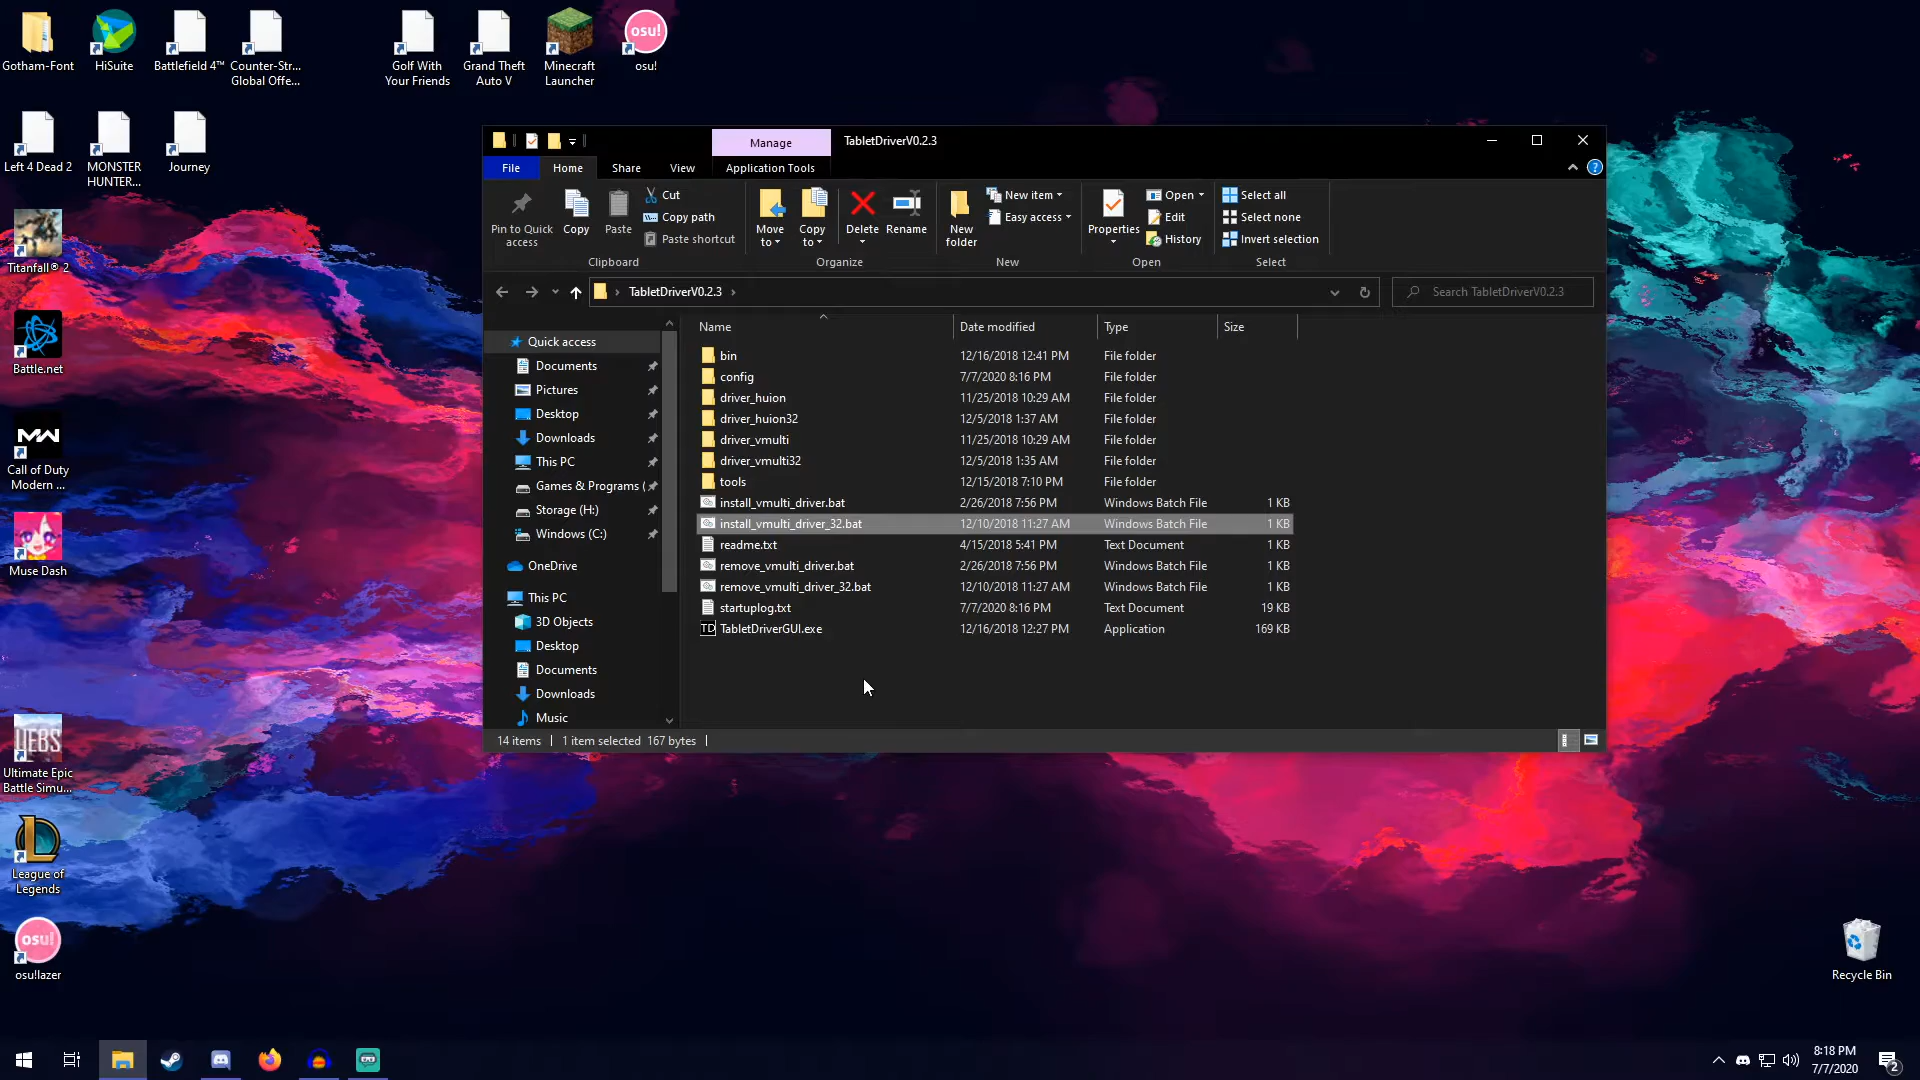 Gotham-Font
HiSuite
Battlefield 4™
Counter-Str...
Global Offe...
Golf With
Your Friends
Grand Theft
Auto V
Minecraft
Launcher
osu!
osu!
Left 4 Dead 2
MONSTER
HUNTER...
Journey
Titanfall® 2
Battle.net
MW
Call of Duty
Modern ...
Muse Dash
UEBS
Ultimate Epic
Battle Simu...
League of
Legends
osu!
osu!lazer
Recycle Bin
Manage
TabletDriverV0.2.3
File
Home
Share
View
Application Tools
Pin to Quick
access
Copy
Paste
Cut
Copy path
Paste shortcut
Clipboard
Move
to
Copy
to
Delete
Rename
Organize
New
folder
New item
Easy access
New
Properties
Open
Edit
History
Open
Select all
Select none
Invert selection
Select
TabletDriverV0.2.3
Search TabletDriverV0.2.3
Quick access
Documents
Pictures
Desktop
Downloads
This PC
Games & Programs (
Storage (H:)
Windows (C:)
OneDrive
This PC
3D Objects
Desktop
Documents
Downloads
Music
Name Date modified Type Size
bin 12/16/2018 12:41 PM File folder
config 7/7/2020 8:16 PM File folder
driver_huion 11/25/2018 10:29 AM File folder
driver_huion32 12/5/2018 1:37 AM File folder
driver_vmulti 11/25/2018 10:29 AM File folder
driver_vmulti32 12/5/2018 1:35 AM File folder
tools 12/15/2018 7:10 PM File folder
install_vmulti_driver.bat 2/26/2018 7:56 PM Windows Batch File 1 KB
install_vmulti_driver_32.bat 12/10/2018 11:27 AM Windows Batch File 1 KB
readme.txt 4/15/2018 5:41 PM Text Document 1 KB
remove_vmulti_driver.bat 2/26/2018 7:56 PM Windows Batch File 1 KB
remove_vmulti_driver_32.bat 12/10/2018 11:27 AM Windows Batch File 1 KB
startuplog.txt 7/7/2020 8:16 PM Text Document 19 KB
TD TabletDriverGUI.exe 12/16/2018 12:27 PM Application 169 KB
14 items 1 item selected 167 bytes
8:18 PM
7/7/2020
2